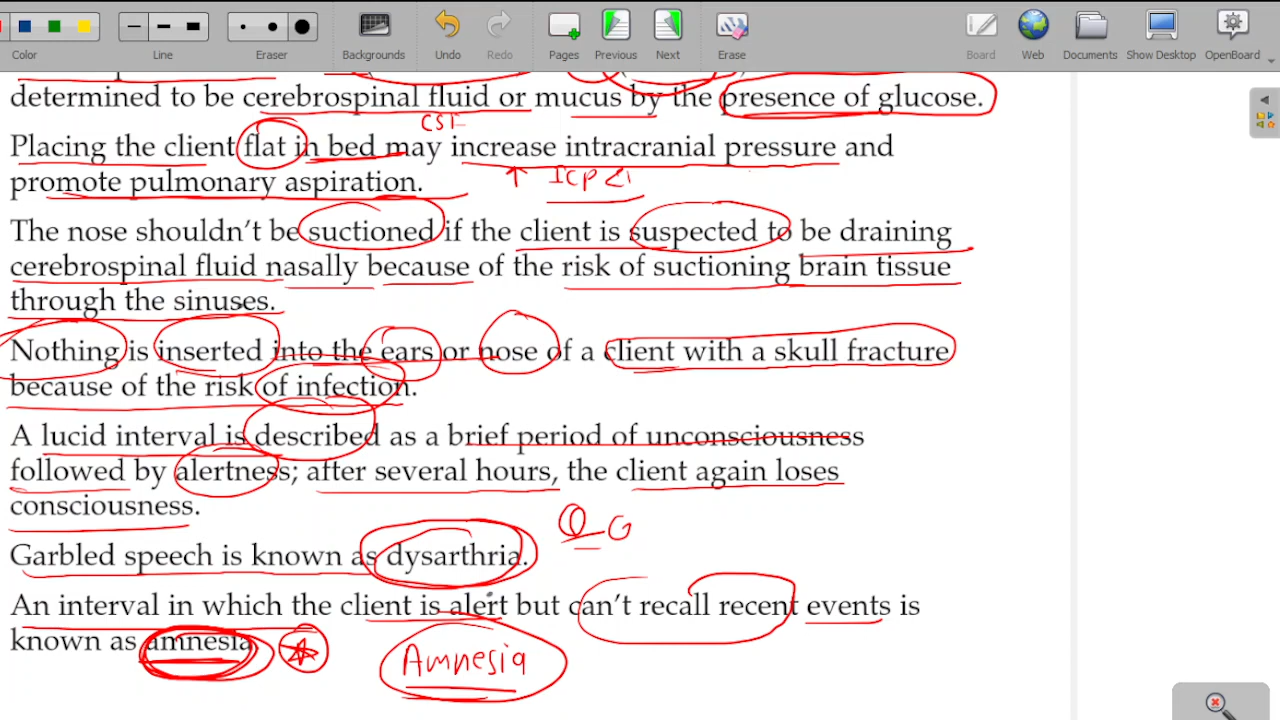 Color
Line
Eraser
Backgrounds
Undo
Redo
Pages
Previous
Next
Erase
Board
Web
Documents
Show Desktop
OpenBoard
determined to be cerebrospinal fluid or mucus by the presence of glucose.
CSF
Placing the client flat in bed may increase intracranial pressure and
promote pulmonary aspiration.
↑ ICP
The nose shouldn't be suctioned if the client is suspected to be draining
cerebrospinal fluid nasally because of the risk of suctioning brain tissue
through the sinuses.
Nothing is inserted into the ears or nose of a client with a skull fracture
because of the risk of infection.
A lucid interval is described as a brief period of unconsciousness
followed by alertness; after several hours, the client again loses
consciousness.
Garbled speech is known as dysarthria.
An interval in which the client is alert but can't recall recent events is
known as amnesia.
Amnesia